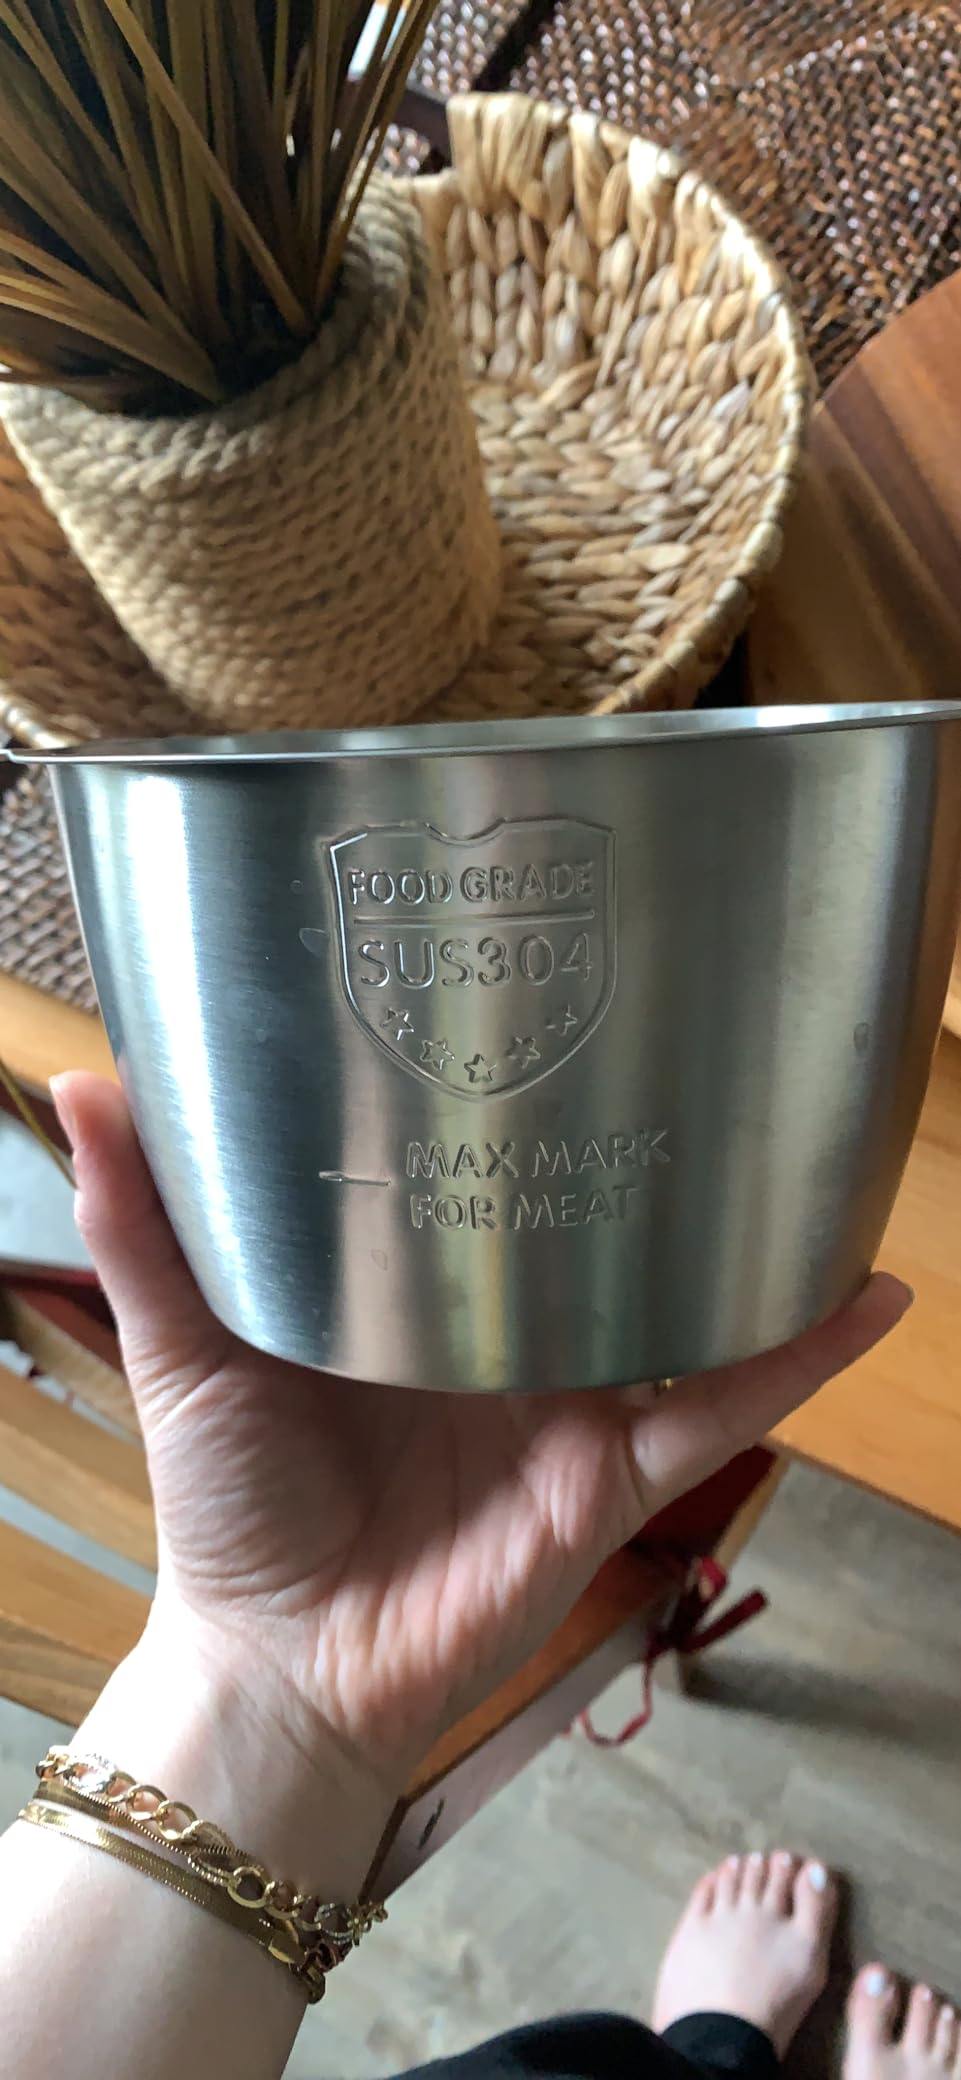 FOOD GRADE
SUS304
MAX MARK
FOR MEAT